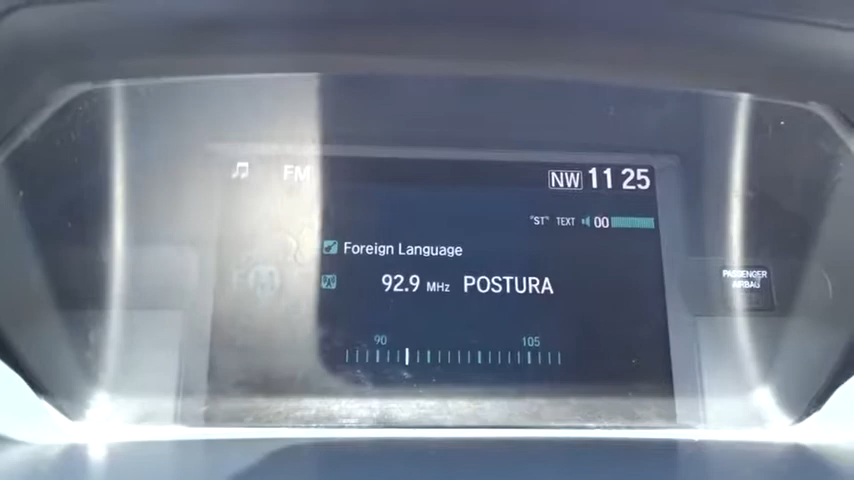 FM
NW 11 25
"ST" TEXT 00
Foreign Language
92.9 MHz POSTURA
PASSENGER
AIRBAG
90 105